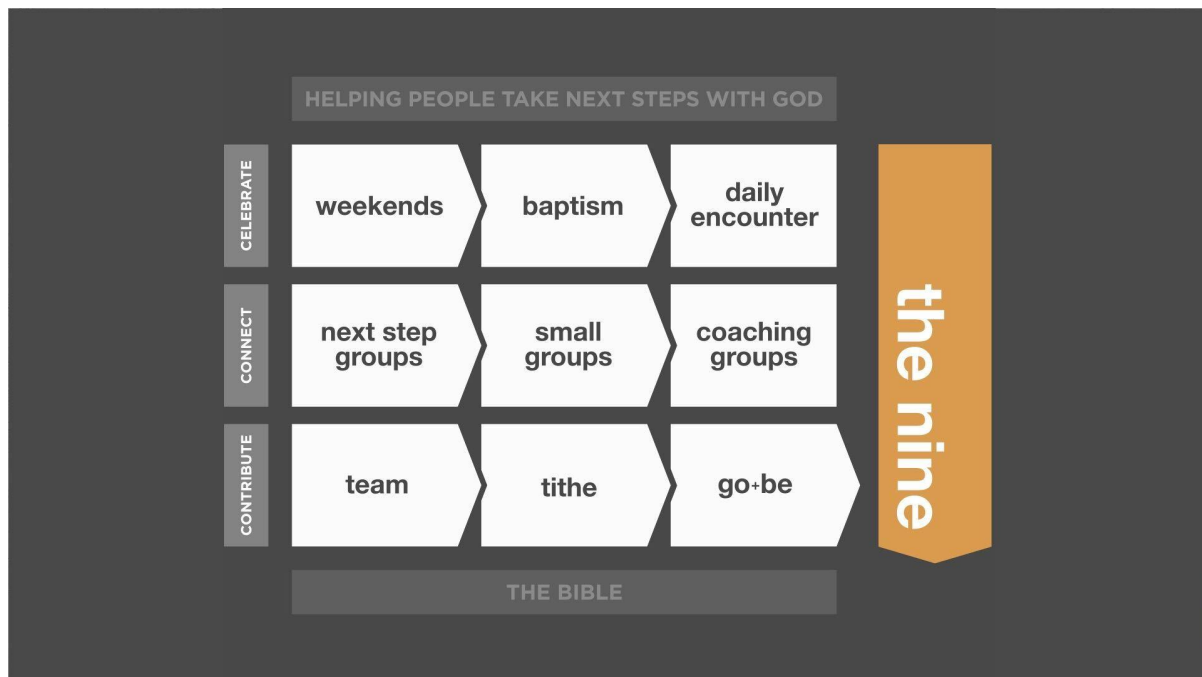 HELPING PEOPLE TAKE NEXT STEPS WITH GOD
CELEBRATE
weekends
baptism
daily
encounter
CONNECT
next step
groups
small
groups
coaching
groups
CONTRIBUTE
team
tithe
go+be
the nine
THE BIBLE